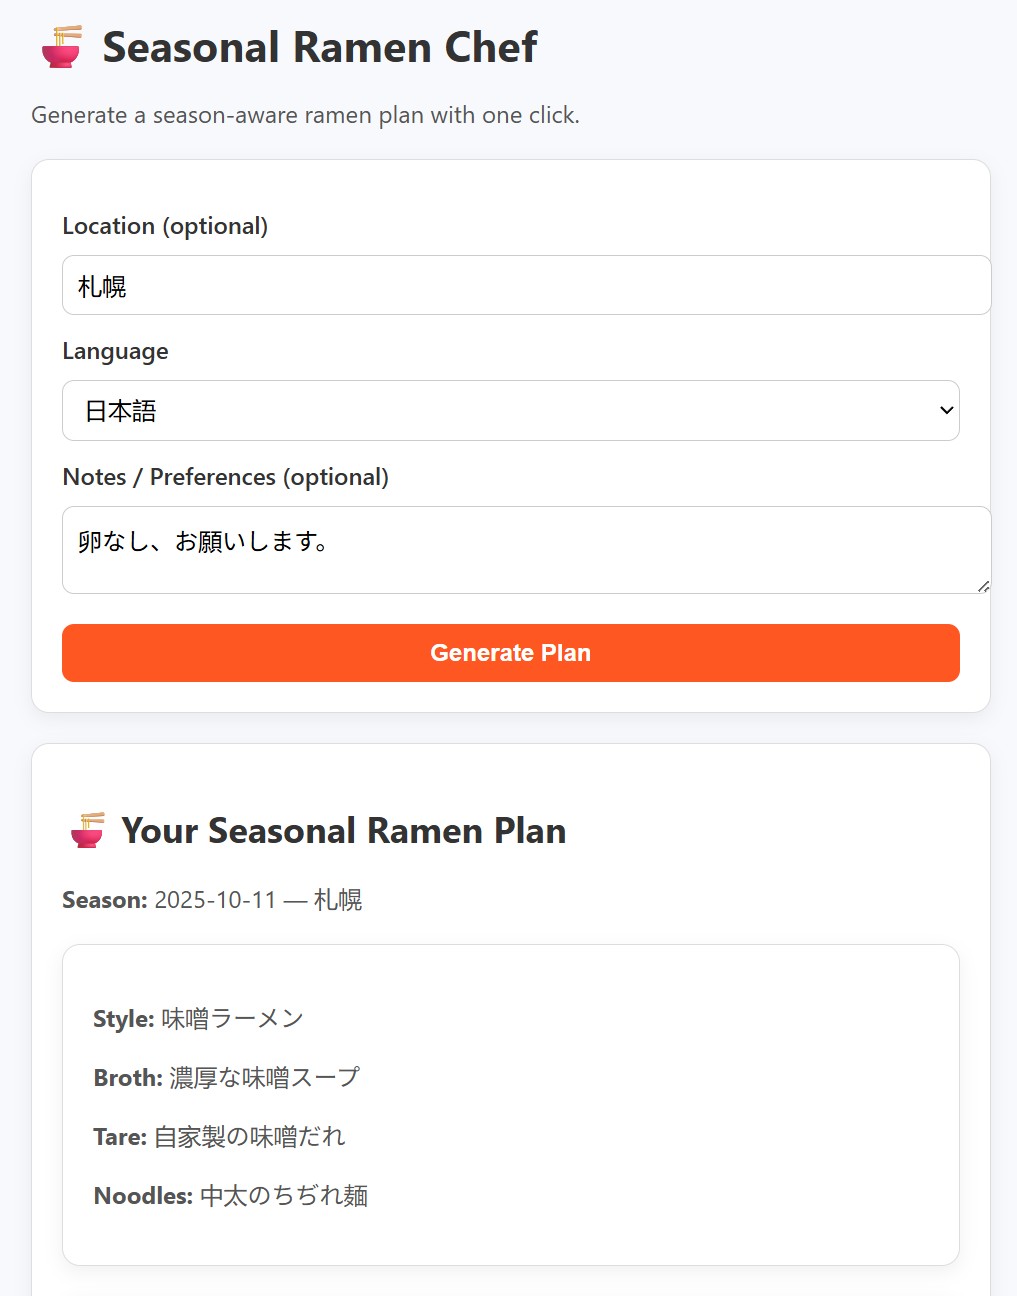 Seasonal Ramen Chef
Generate a season-aware ramen plan with one click.
Location (optional)
札幌
Language
日本語
Notes / Preferences (optional)
卵なし、お願いします。
Generate Plan
Your Seasonal Ramen Plan
Season: 2025-10-11 — 札幌
Style: 味噌ラーメン
Broth: 濃厚な味噌スープ
Tare: 自家製の味噌だれ
Noodles: 中太のちぢれ麺